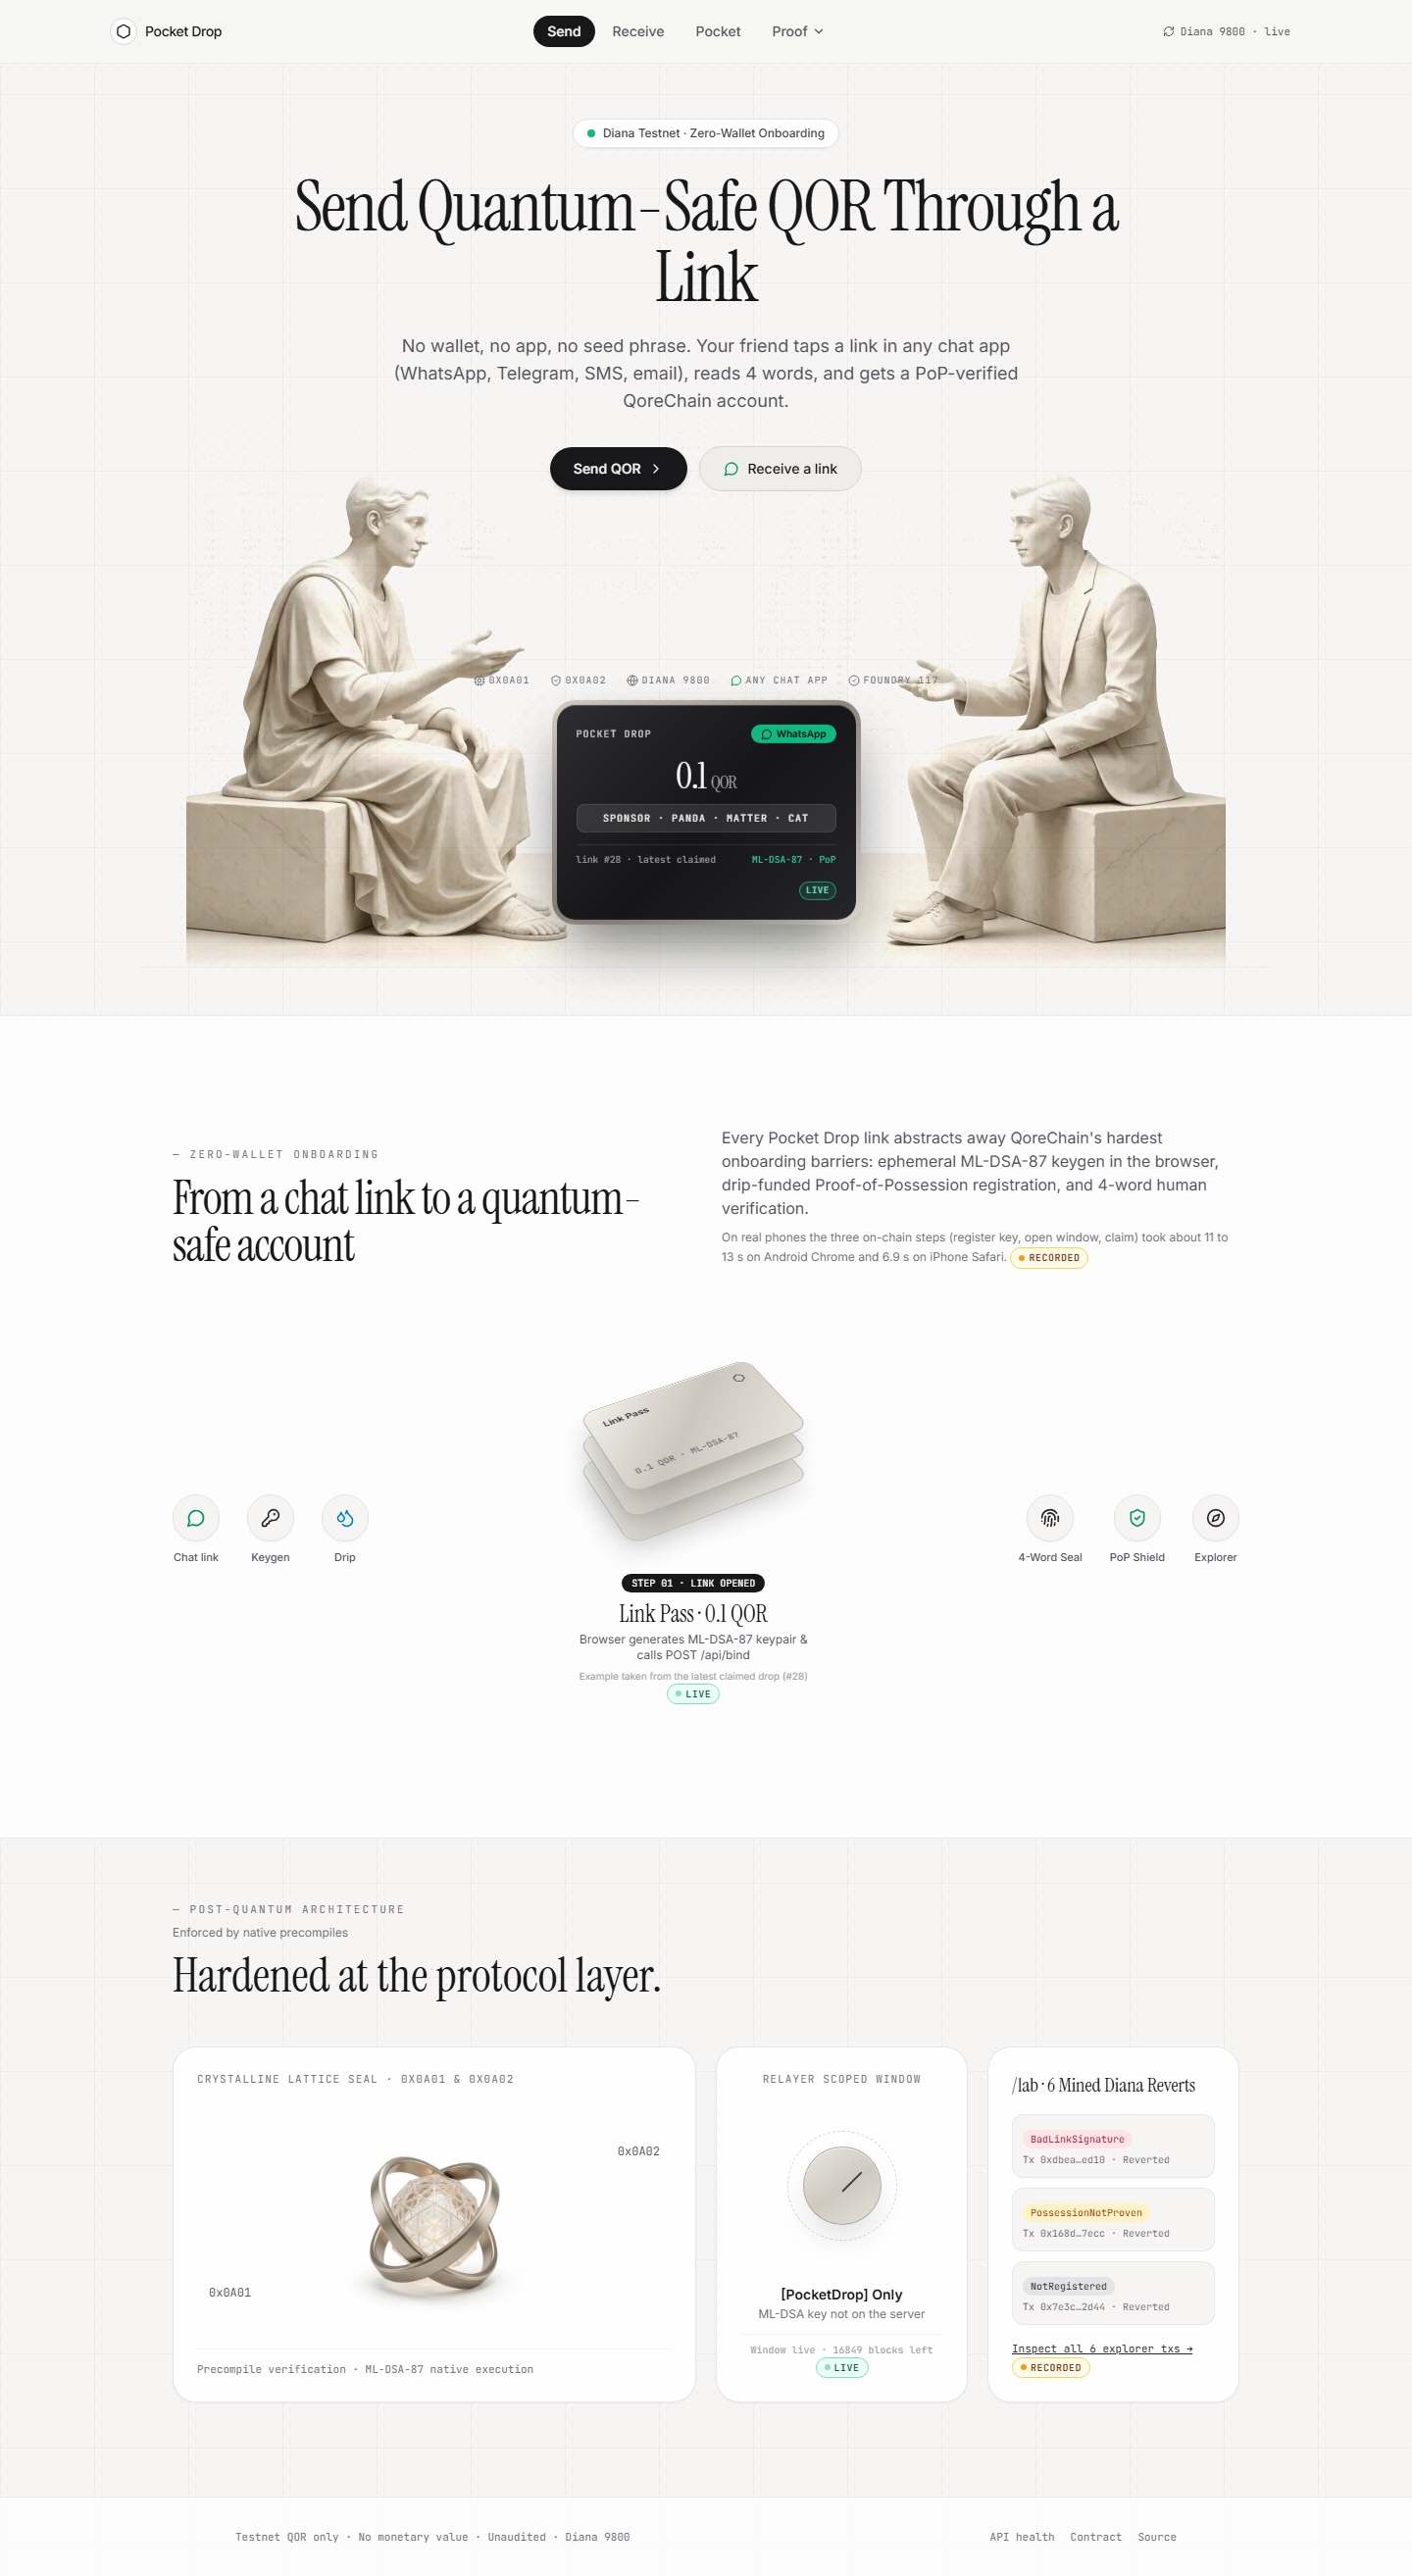 Pocket Drop
Send
Receive
Pocket
Proof
Diana 9800 · live
Diana Testnet · Zero-Wallet Onboarding
Send Quantum-Safe QOR Through a
Link
No wallet, no app, no seed phrase. Your friend taps a link in any chat app
(WhatsApp, Telegram, SMS, email), reads 4 words, and gets a PoP-verified
QoreChain account.
Send QOR
Receive a link
0X0A01
0X0A02
DIANA 9800
ANY CHAT APP
FOUNDRY 117
POCKET DROP
WhatsApp
0.1 QOR
SPONSOR · PANDA · MATTER · CAT
link #28 · latest claimed
ML-DSA-87 · PoP
LIVE
— ZERO-WALLET ONBOARDING
From a chat link to a quantum-
safe account
Every Pocket Drop link abstracts away QoreChain's hardest
onboarding barriers: ephemeral ML-DSA-87 keygen in the browser,
drip-funded Proof-of-Possession registration, and 4-word human
verification.
On real phones the three on-chain steps (register key, open window, claim) took about 11 to
13 s on Android Chrome and 6.9 s on iPhone Safari. RECORDED
Link Pass
0.1 QOR · ML-DSA-87
Chat link
Keygen
Drip
4-Word Seal
PoP Shield
Explorer
STEP 01 · LINK OPENED
Link Pass · 0.1 QOR
Browser generates ML-DSA-87 keypair &
calls POST /api/bind
Example taken from the latest claimed drop (#28)
LIVE
— POST-QUANTUM ARCHITECTURE
Enforced by native precompiles
Hardened at the protocol layer.
CRYSTALLINE LATTICE SEAL · 0X0A01 & 0X0A02
0x0A02
0x0A01
Precompile verification · ML-DSA-87 native execution
RELAYER SCOPED WINDOW
[PocketDrop] Only
ML-DSA key not on the server
Window live · 16849 blocks left
LIVE
/lab · 6 Mined Diana Reverts
BadLinkSignature
Tx 0xdbea…ed10 · Reverted
PossessionNotProven
Tx 0x168d…7ecc · Reverted
NotRegistered
Tx 0x7e3c…2d44 · Reverted
Inspect all 6 explorer txs →
RECORDED
Testnet QOR only · No monetary value · Unaudited · Diana 9800
API health
Contract
Source